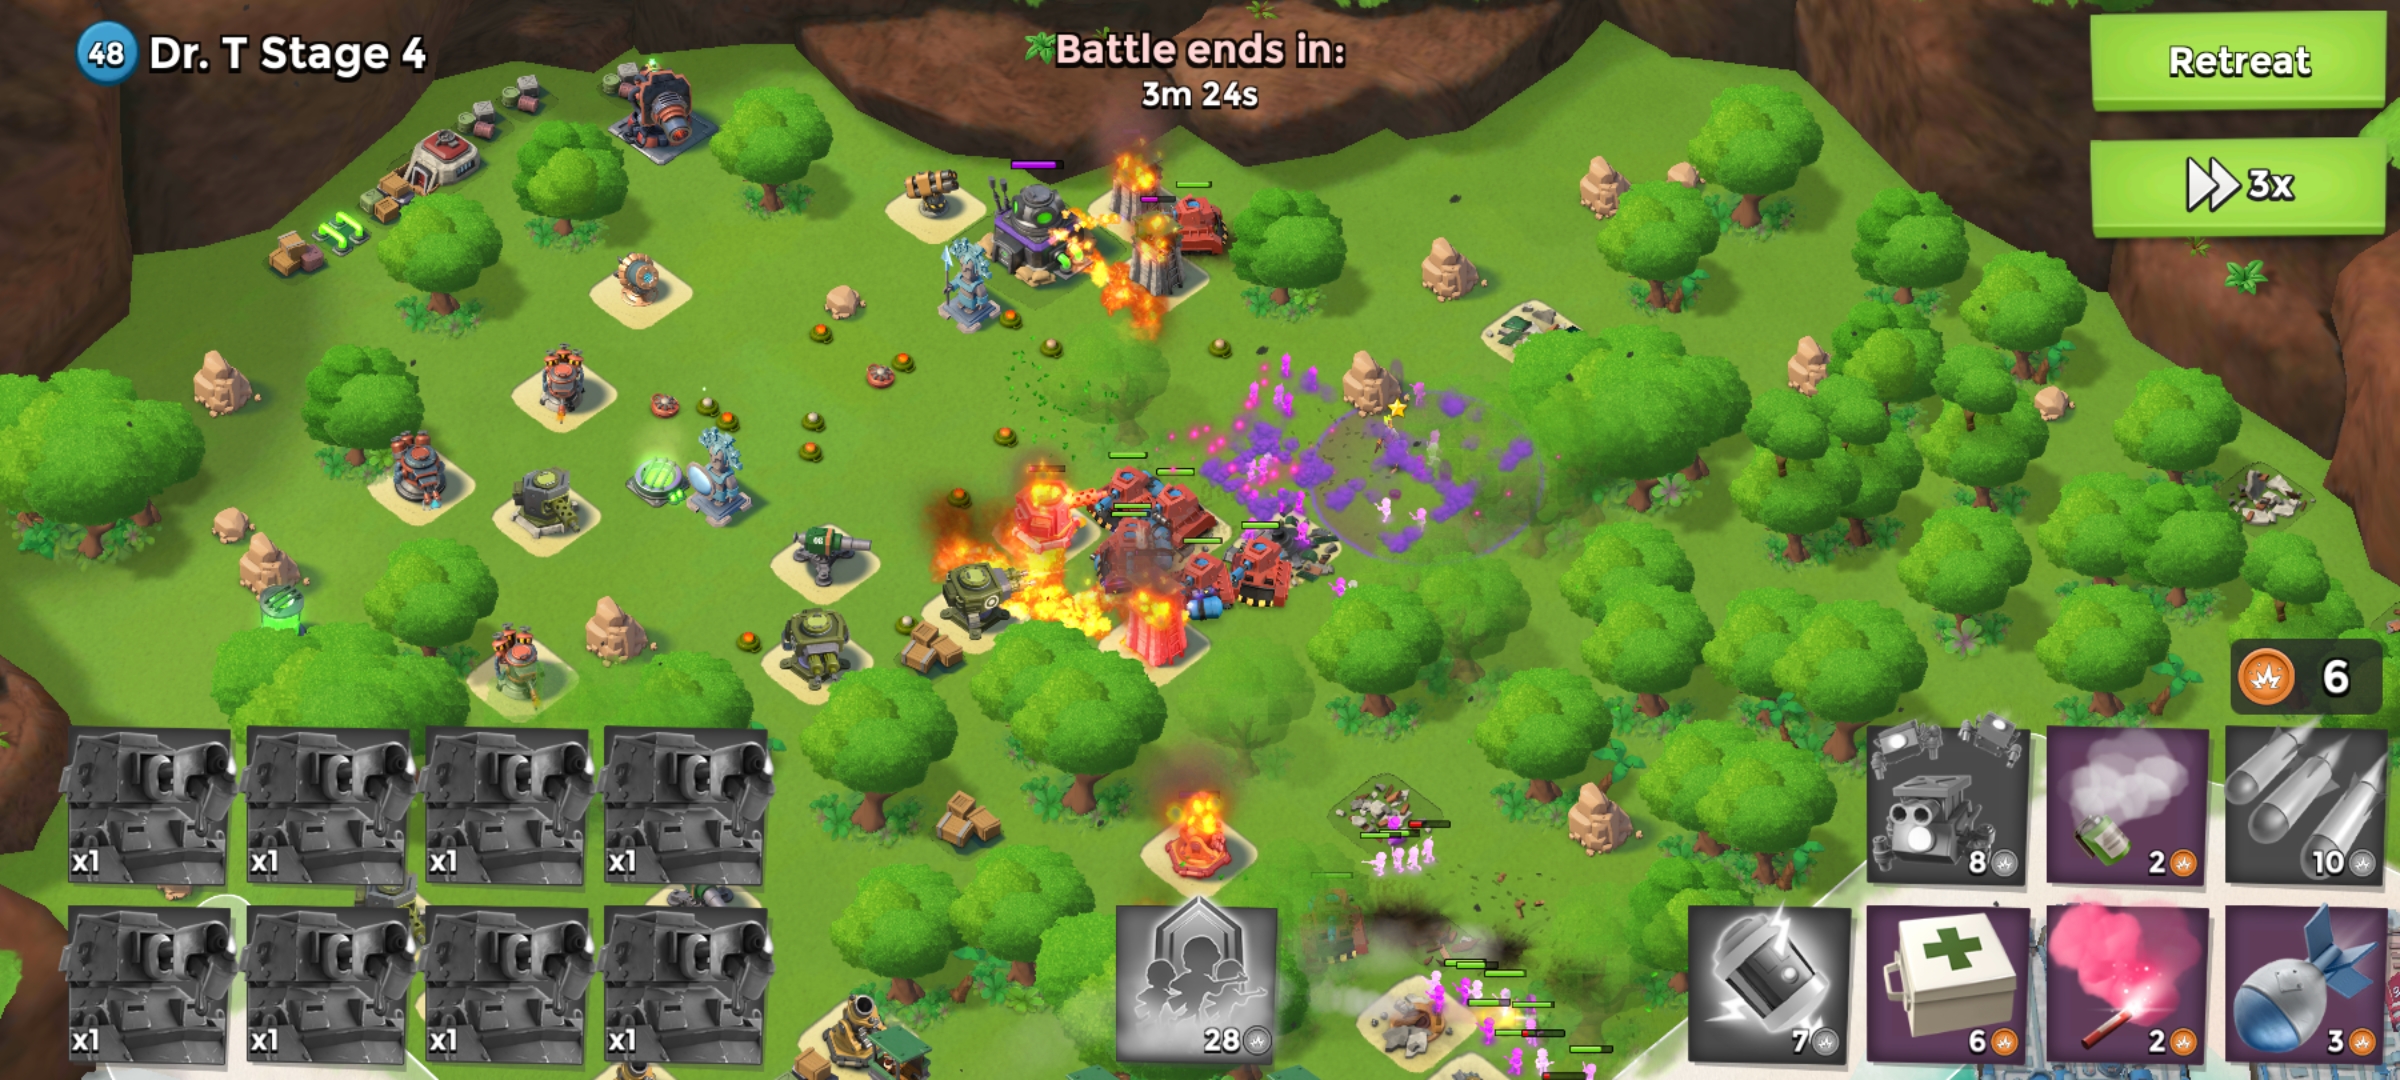 48 Dr. T Stage 4
Battle ends in:
3m 24s
Retreat
3x
6
x1 x1 x1 x1
8 2 10
x1 x1 x1 x1
28
7 6 2 3